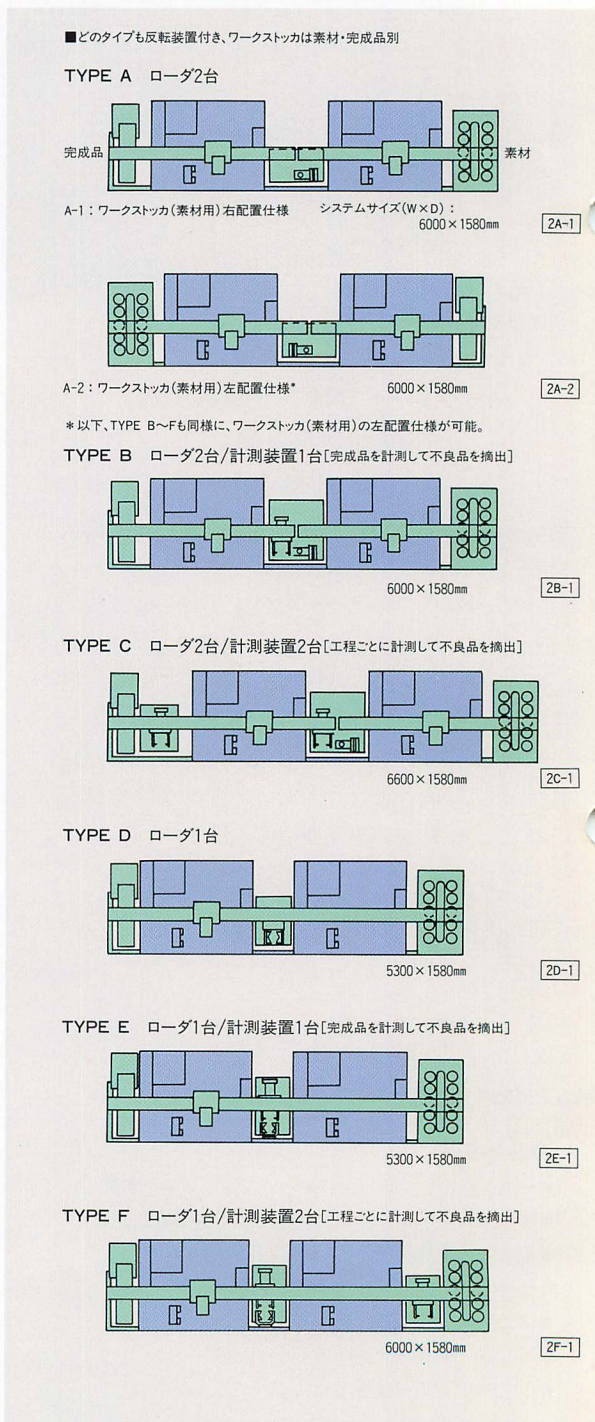 ■どのタイプも反転装置付き、ワークストッカは素材・完成品別
TYPE A ローダ2台
完成品
素材
A-1：ワークストッカ(素材用)右配置仕様 システムサイズ(W×D)：
6000×1580mm
2A-1
A-2：ワークストッカ(素材用)左配置仕様* 6000×1580mm
2A-2
*以下、TYPE B～Fも同様に、ワークストッカ(素材用)の左配置仕様が可能。
TYPE B ローダ2台/計測装置1台[完成品を計測して不良品を摘出]
6000×1580mm
2B-1
TYPE C ローダ2台/計測装置2台[工程ごとに計測して不良品を摘出]
6600×1580mm
2C-1
TYPE D ローダ1台
5300×1580mm
2D-1
TYPE E ローダ1台/計測装置1台[完成品を計測して不良品を摘出]
5300×1580mm
2E-1
TYPE F ローダ1台/計測装置2台[工程ごとに計測して不良品を摘出]
6000×1580mm
2F-1